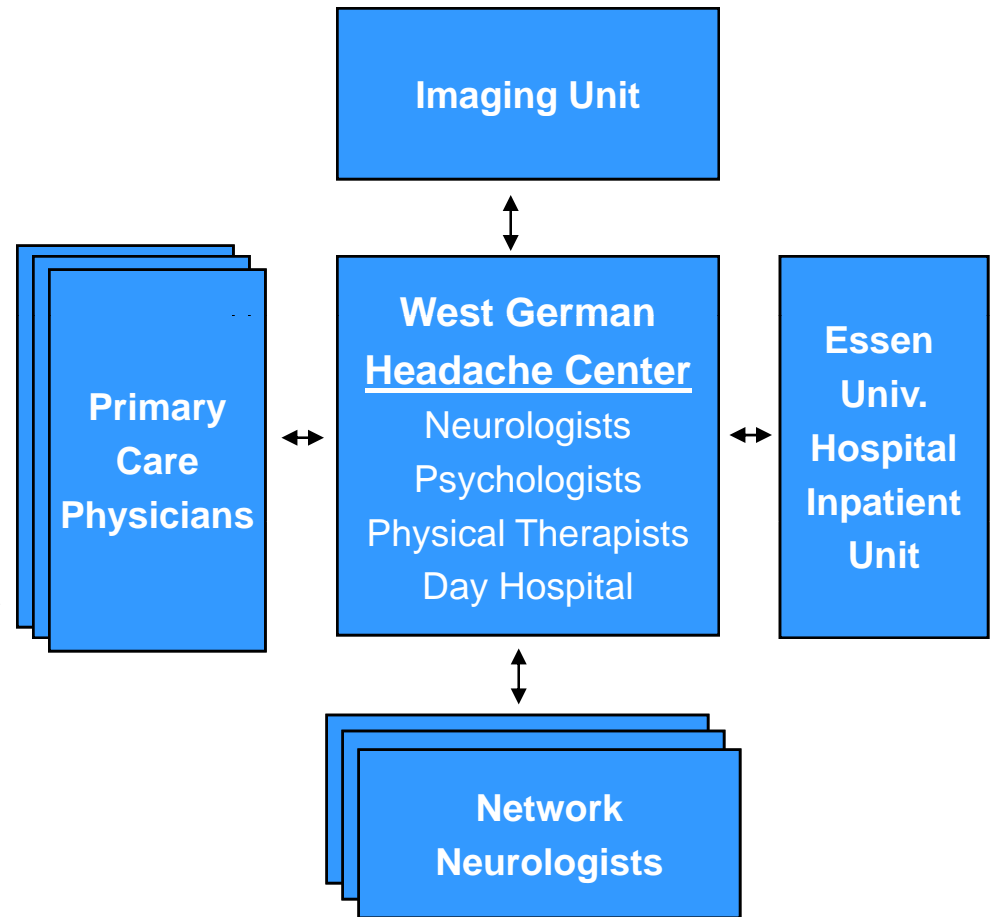 Imaging Unit
West German
Headache Center
Neurologists
Psychologists
Physical Therapists
Day Hospital
Primary
Care
Physicians
Essen
Univ.
Hospital
Inpatient
Unit
Network
Neurologists